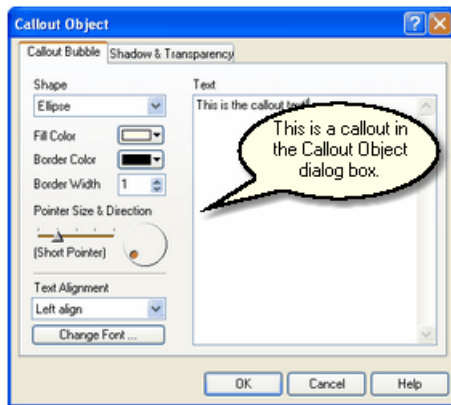 Callout Object
Callout Bubble Shadow & Transparency
Shape
Ellipse
Fill Color
Border Color
Border Width 1
Pointer Size & Direction
(Short Pointer)
Text Alignment
Left align
Change Font ...
Text
This is the callout text
This is a callout in
the Callout Object
dialog box.
OK Cancel Help